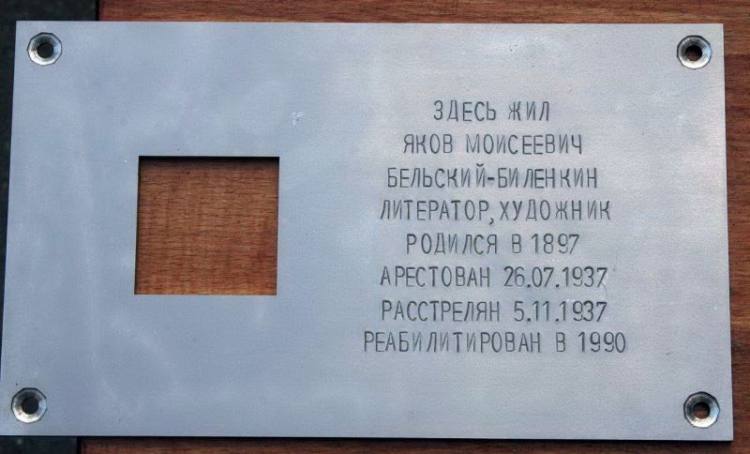 ЗДЕСЬ ЖИЛ
ЯКОВ МОИСЕЕВИЧ
БЕЛЬСКИЙ-БИЛЕНКИН
ЛИТЕРАТОР, ХУДОЖНИК
РОДИЛСЯ В 1897
АРЕСТОВАН 26.07.1937
РАССТРЕЛЯН 5.11.1937
РЕАБИЛИТИРОВАН В 1990